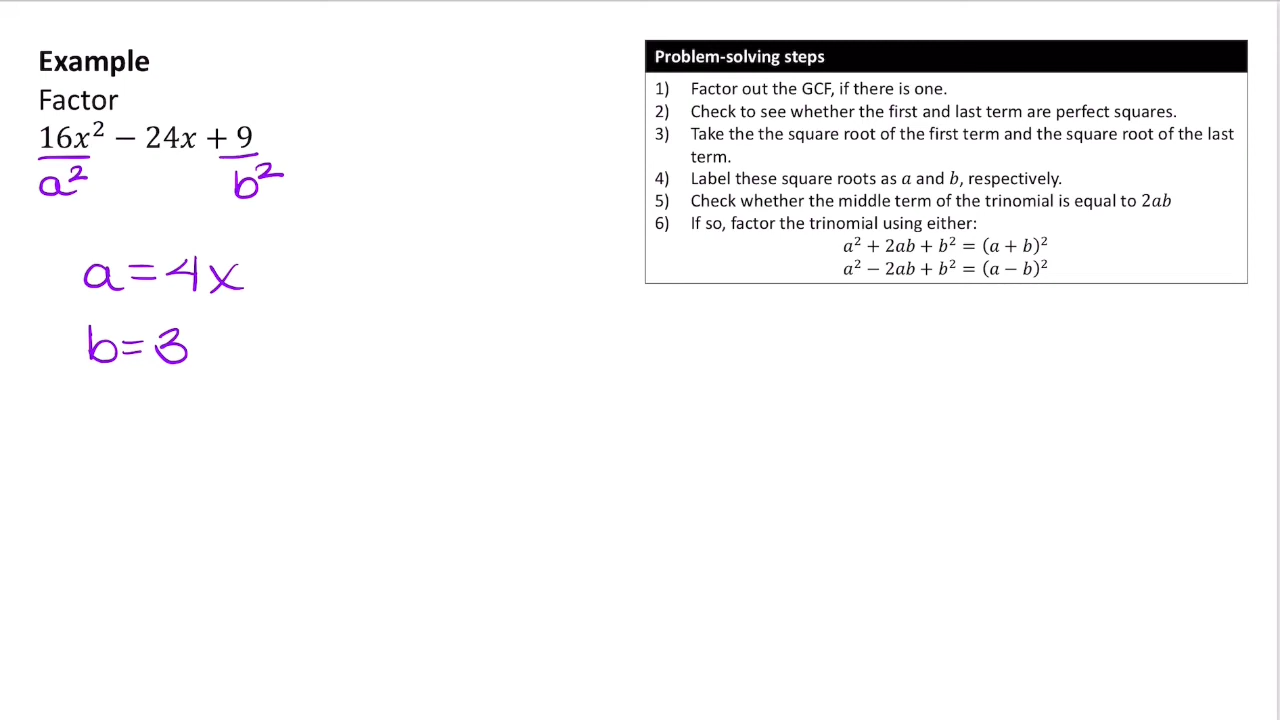 Example
Factor
16x² − 24x + 9
a² b²
a = 4x
b = 3
Problem-solving steps
1) Factor out the GCF, if there is one.
2) Check to see whether the first and last term are perfect squares.
3) Take the the square root of the first term and the square root of the last
term.
4) Label these square roots as a and b, respectively.
5) Check whether the middle term of the trinomial is equal to 2ab
6) If so, factor the trinomial using either:
a² + 2ab + b² = (a + b)²
a² − 2ab + b² = (a − b)²